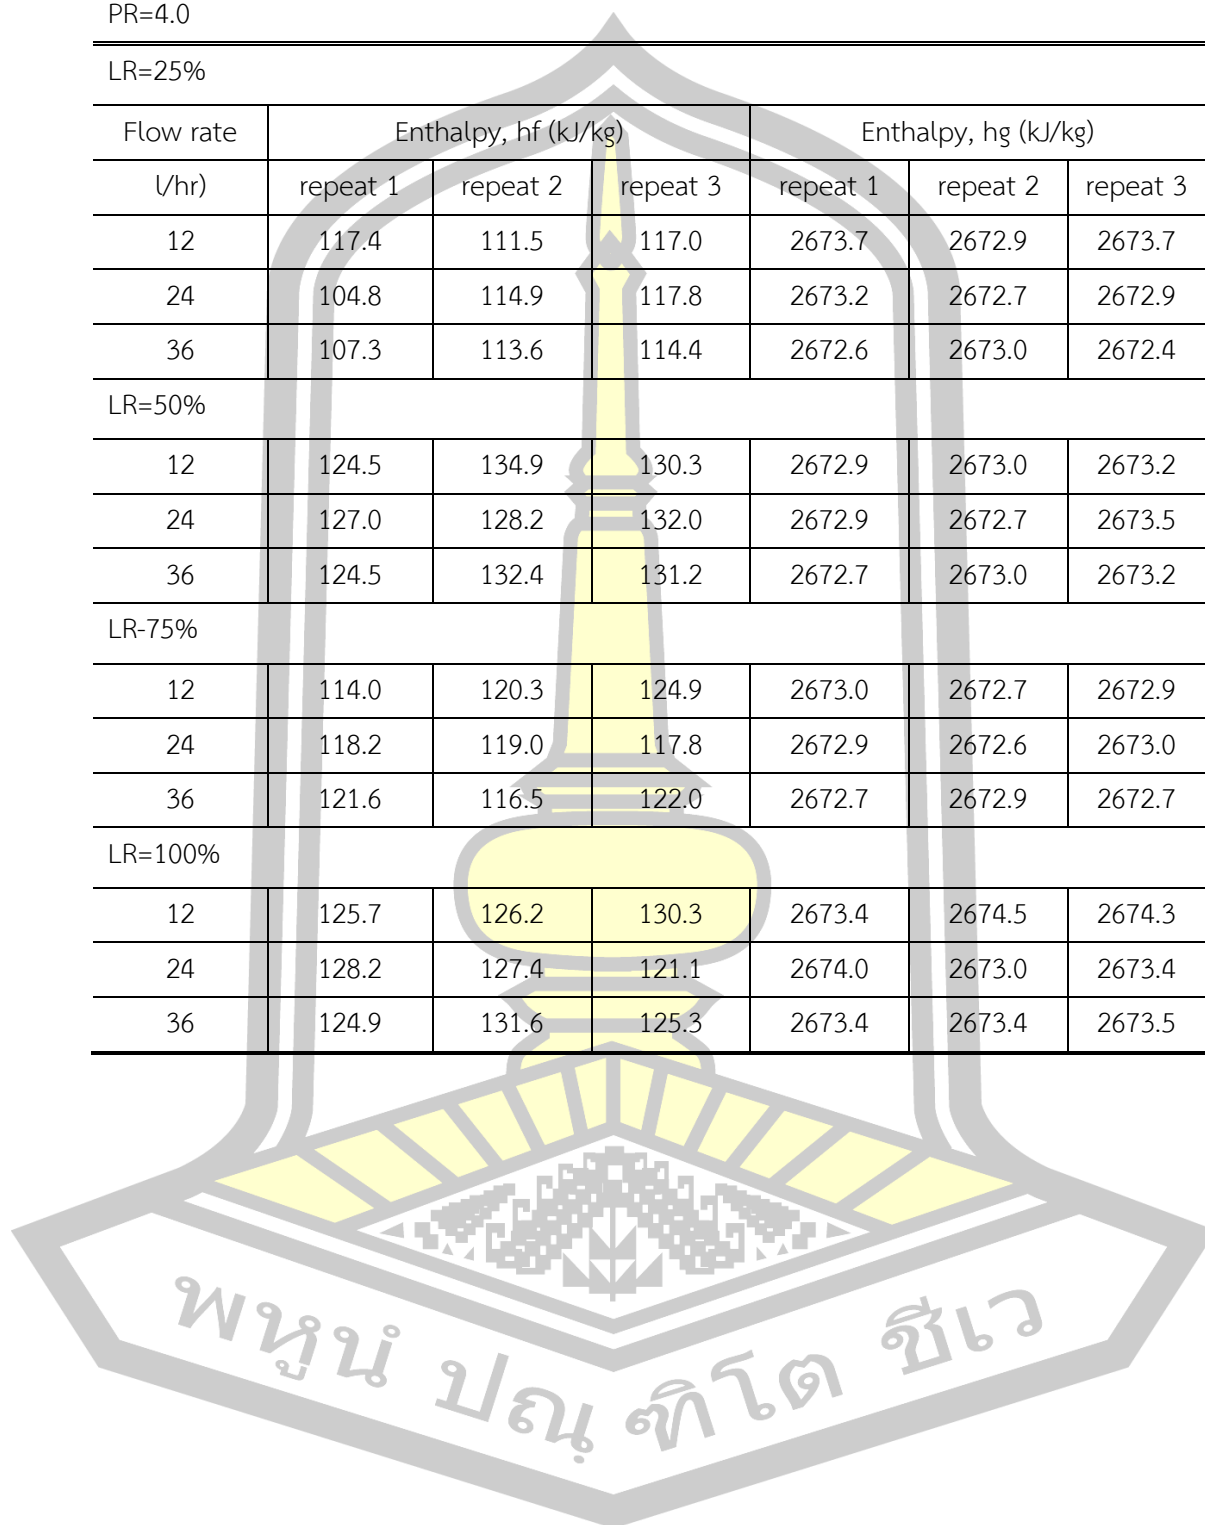 PR=4.0
LR=25%
Flow rate Enthalpy, hf (kJ/kg) Enthalpy, hg (kJ/kg)
l/hr) repeat 1 repeat 2 repeat 3 repeat 1 repeat 2 repeat 3
12 117.4 111.5 117.0 2673.7 2672.9 2673.7
24 104.8 114.9 117.8 2673.2 2672.7 2672.9
36 107.3 113.6 114.4 2672.6 2673.0 2672.4
LR=50%
12 124.5 134.9 130.3 2672.9 2673.0 2673.2
24 127.0 128.2 132.0 2672.9 2672.7 2673.5
36 124.5 132.4 131.2 2672.7 2673.0 2673.2
LR-75%
12 114.0 120.3 124.9 2673.0 2672.7 2672.9
24 118.2 119.0 117.8 2672.9 2672.6 2673.0
36 121.6 116.5 122.0 2672.7 2672.9 2672.7
LR=100%
12 125.7 126.2 130.3 2673.4 2674.5 2674.3
24 128.2 127.4 121.1 2674.0 2673.0 2673.4
36 124.9 131.6 125.3 2673.4 2673.4 2673.5
พหูนํ ปณฺฑิโต ชีเว